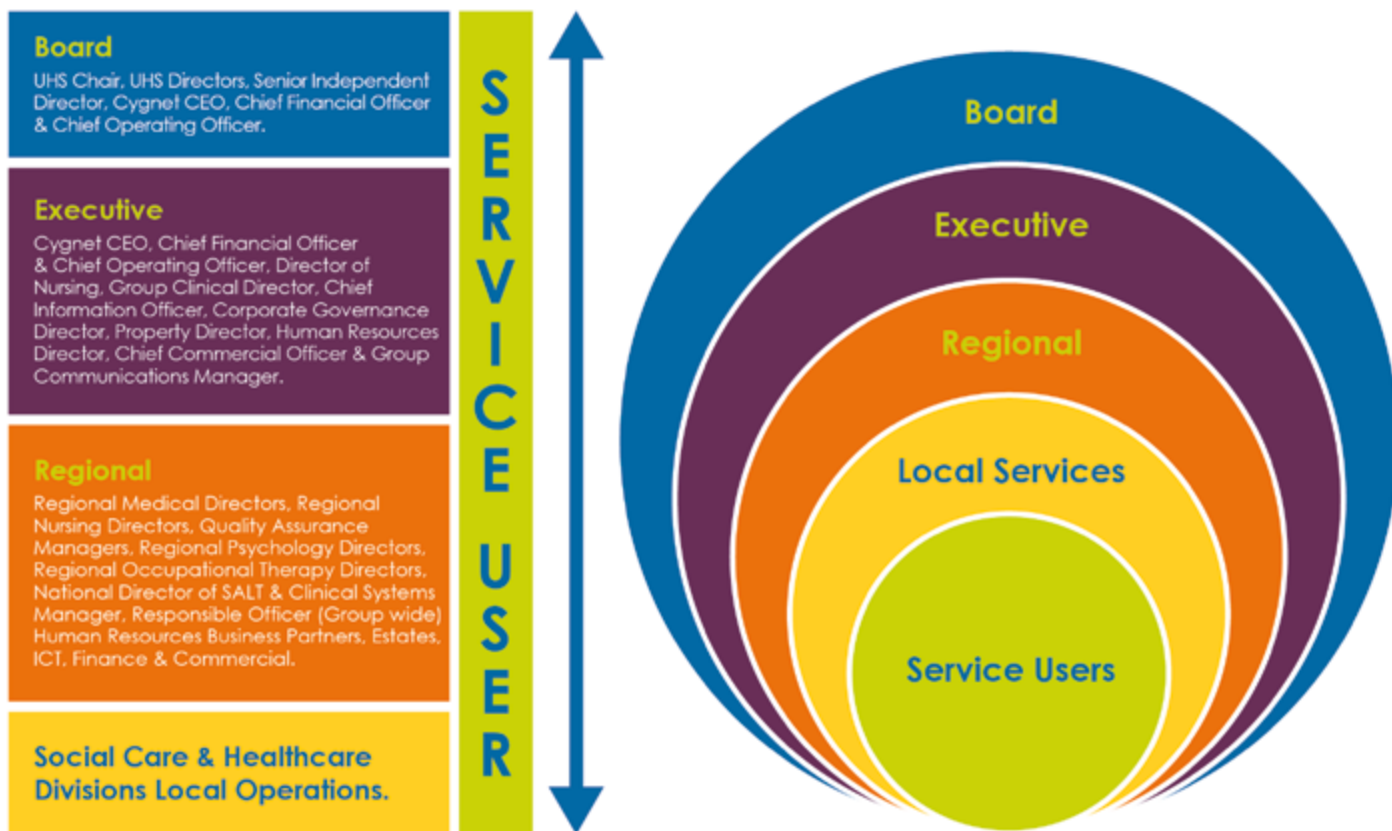 Board
UHS Chair, UHS Directors, Senior Independent
Director, Cygnet CEO, Chief Financial Officer
& Chief Operating Officer.
Executive
Cygnet CEO, Chief Financial Officer
& Chief Operating Officer, Director of
Nursing, Group Clinical Director, Chief
Information Officer, Corporate Governance
Director, Property Director, Human Resources
Director, Chief Commercial Officer & Group
Communications Manager.
Regional
Regional Medical Directors, Regional
Nursing Directors, Quality Assurance
Managers, Regional Psychology Directors,
Regional Occupational Therapy Directors,
National Director of SALT & Clinical Systems
Manager, Responsible Officer (Group wide)
Human Resources Business Partners, Estates,
ICT, Finance & Commercial.
Social Care & Healthcare
Divisions Local Operations.
SERVICE USER
Board
Executive
Regional
Local Services
Service Users